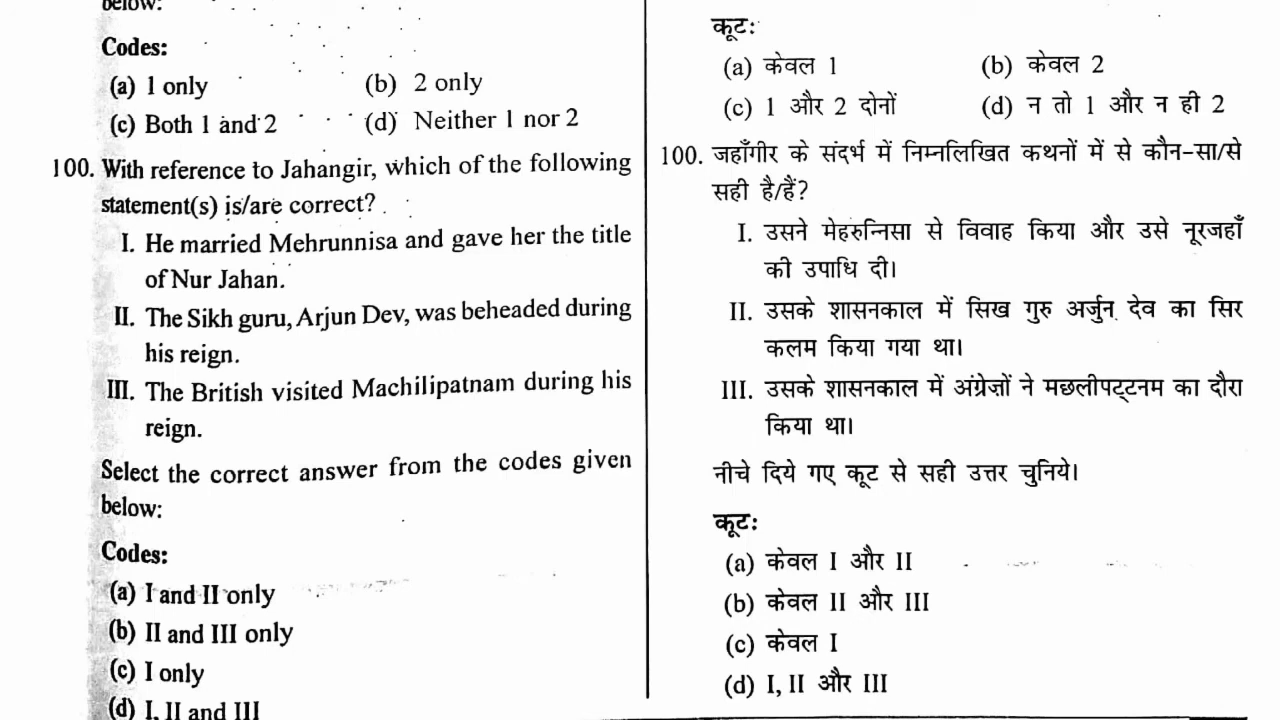 below:
Codes:
(a) 1 only
(b) 2 only
(c) Both 1 and 2
(d) Neither 1 nor 2
100. With reference to Jahangir, which of the following
statement(s) is/are correct?
I. He married Mehrunnisa and gave her the title
of Nur Jahan.
II. The Sikh guru, Arjun Dev, was beheaded during
his reign.
III. The British visited Machilipatnam during his
reign.
Select the correct answer from the codes given
below:
Codes:
(a) I and II only
(b) II and III only
(c) I only
(d) I, II and III
कूटः
(a) केवल 1
(b) केवल 2
(c) 1 और 2 दोनों
(d) न तो 1 और न ही 2
100. जहाँगीर के संदर्भ में निम्नलिखित कथनों में से कौन-सा/से
सही है/हैं?
I. उसने मेहरुन्निसा से विवाह किया और उसे नूरजहाँ
की उपाधि दी।
II. उसके शासनकाल में सिख गुरु अर्जुन देव का सिर
कलम किया गया था।
III. उसके शासनकाल में अंग्रेज़ों ने मछलीपट्टनम का दौरा
किया था।
नीचे दिये गए कूट से सही उत्तर चुनिये।
कूटः
(a) केवल I और II
(b) केवल II और III
(c) केवल I
(d) I, II और III